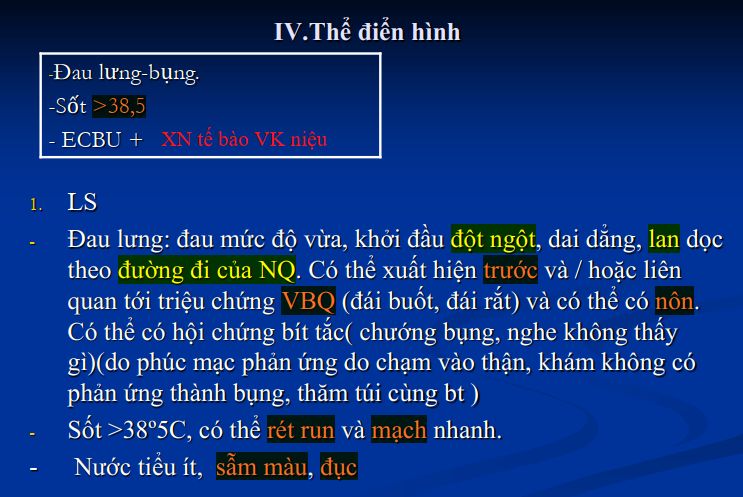 IV.Thể điển hình
-Đau lưng-bụng.
-Sốt >38,5
- ECBU + XN tế bào VK niệu
1. LS
- Đau lưng: đau mức độ vừa, khởi đầu đột ngột, dai dẳng, lan dọc
theo đường đi của NQ. Có thể xuất hiện trước và / hoặc liên
quan tới triệu chứng VBQ (đái buốt, đái rắt) và có thể có nôn.
Có thể có hội chứng bít tắc( chướng bụng, nghe không thấy
gì)(do phúc mạc phản ứng do chạm vào thận, khám không có
phản ứng thành bụng, thăm túi cùng bt )
- Sốt >38º5C, có thể rét run và mạch nhanh.
- Nước tiểu ít, sẫm màu, đục